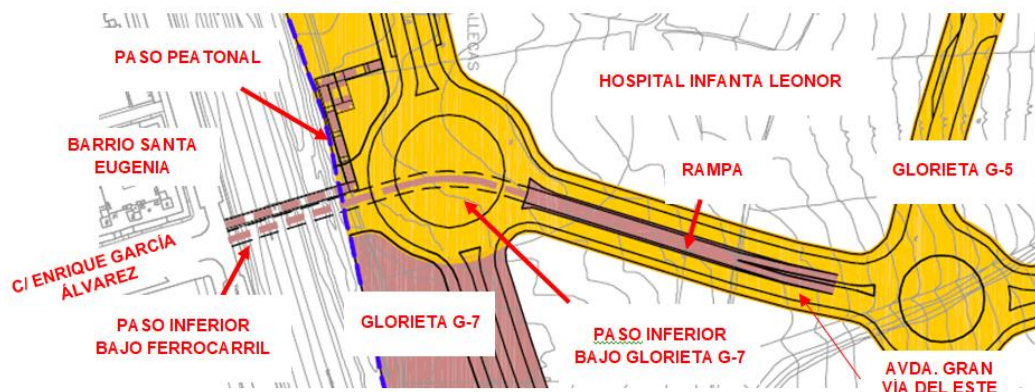 PASO PEATONAL
BARRIO SANTA
EUGENIA
C/ ENRIQUE GARCÍA
ÁLVAREZ
PASO INFERIOR
BAJO FERROCARRIL
GLORIETA G-7
HOSPITAL INFANTA LEONOR
RAMPA
GLORIETA G-5
PASO INFERIOR
BAJO GLORIETA G-7
AVDA. GRAN
VÍA DEL ESTE